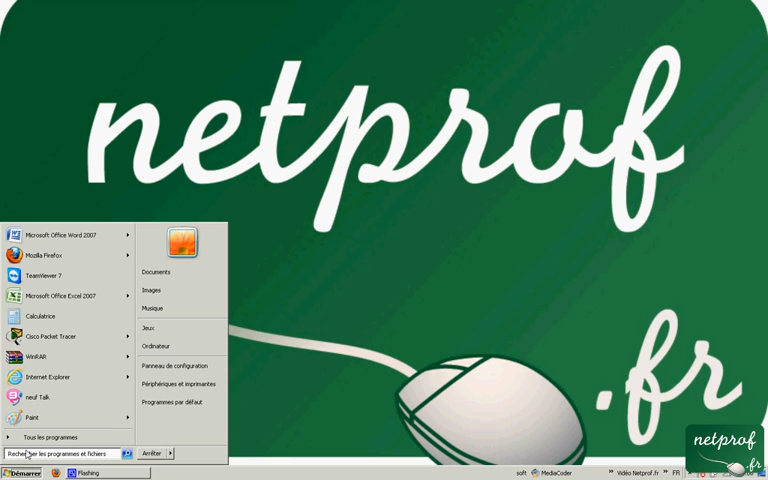 netprof
.fr
Microsoft Office Word 2007
Mozilla Firefox
TeamViewer 7
Microsoft Office Excel 2007
Calculatrice
Cisco Packet Tracer
WinRAR
Internet Explorer
neuf Talk
Paint
Tous les programmes
Rechercher les programmes et fichiers
Documents
Images
Musique
Jeux
Ordinateur
Panneau de configuration
Périphériques et imprimantes
Programmes par défaut
Arrêter
Démarrer
Flashing
soft
MediaCoder
Vidéo Netprof.fr
FR
netprof
.fr